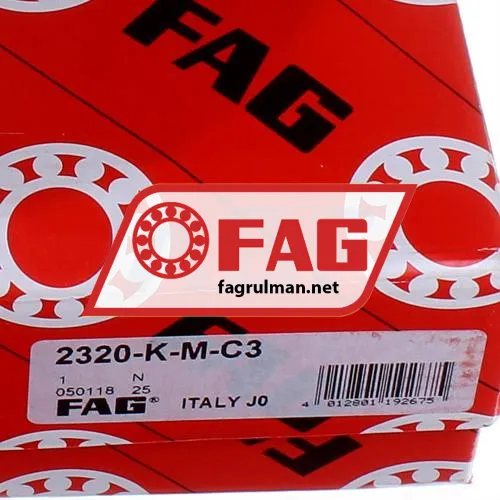 FAG
FAG
fagrulman.net
2320-K-M-C3
1 N
050118 25
FAG® ITALY J0
4 012801 192675